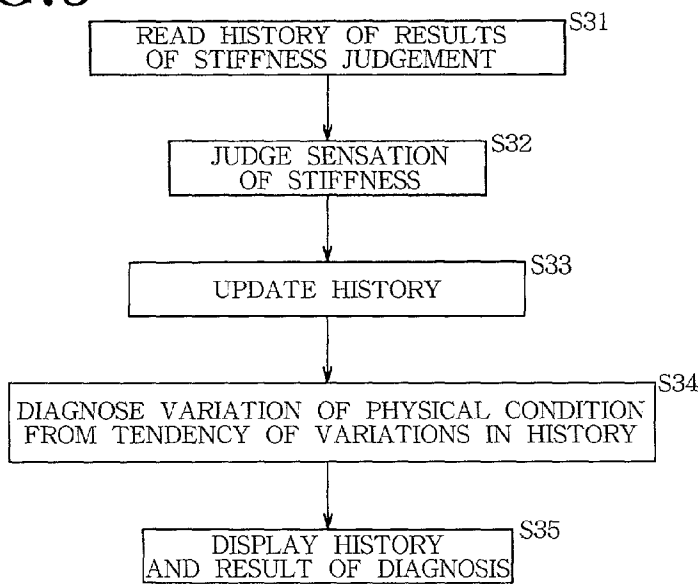 S31
READ HISTORY OF RESULTS
OF STIFFNESS JUDGEMENT
S32
JUDGE SENSATION
OF STIFFNESS
S33
UPDATE HISTORY
S34
DIAGNOSE VARIATION OF PHYSICAL CONDITION
FROM TENDENCY OF VARIATIONS IN HISTORY
S35
DISPLAY HISTORY
AND RESULT OF DIAGNOSIS